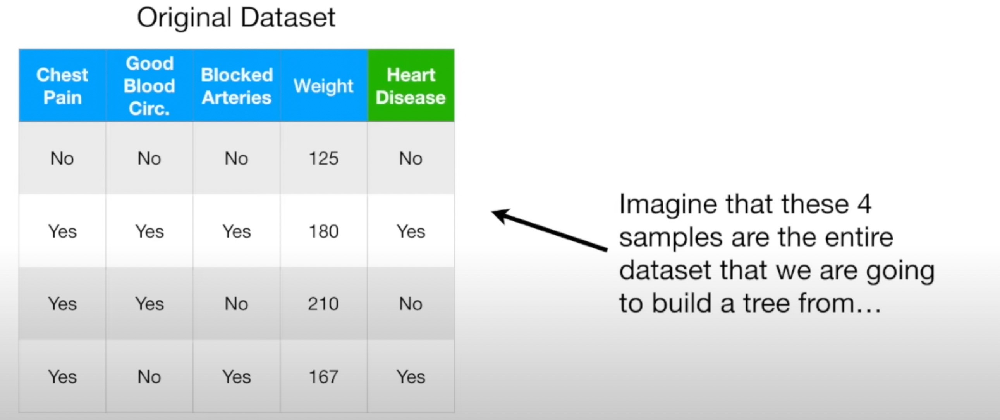 Original Dataset
Chest Pain Good Blood Circ. Blocked Arteries Weight Heart Disease
No No No 125 No
Yes Yes Yes 180 Yes
Yes Yes No 210 No
Yes No Yes 167 Yes
Imagine that these 4
samples are the entire
dataset that we are going
to build a tree from...